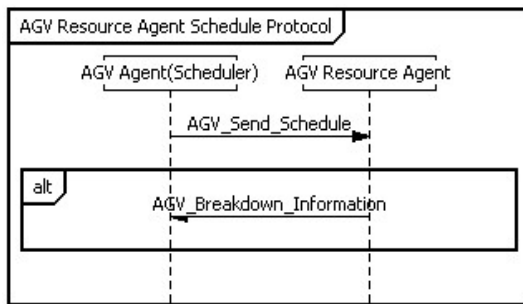 AGV Resource Agent Schedule Protocol
AGV Agent(Scheduler) AGV Resource Agent
AGV_Send_Schedule
alt
AGV_Breakdown_Information